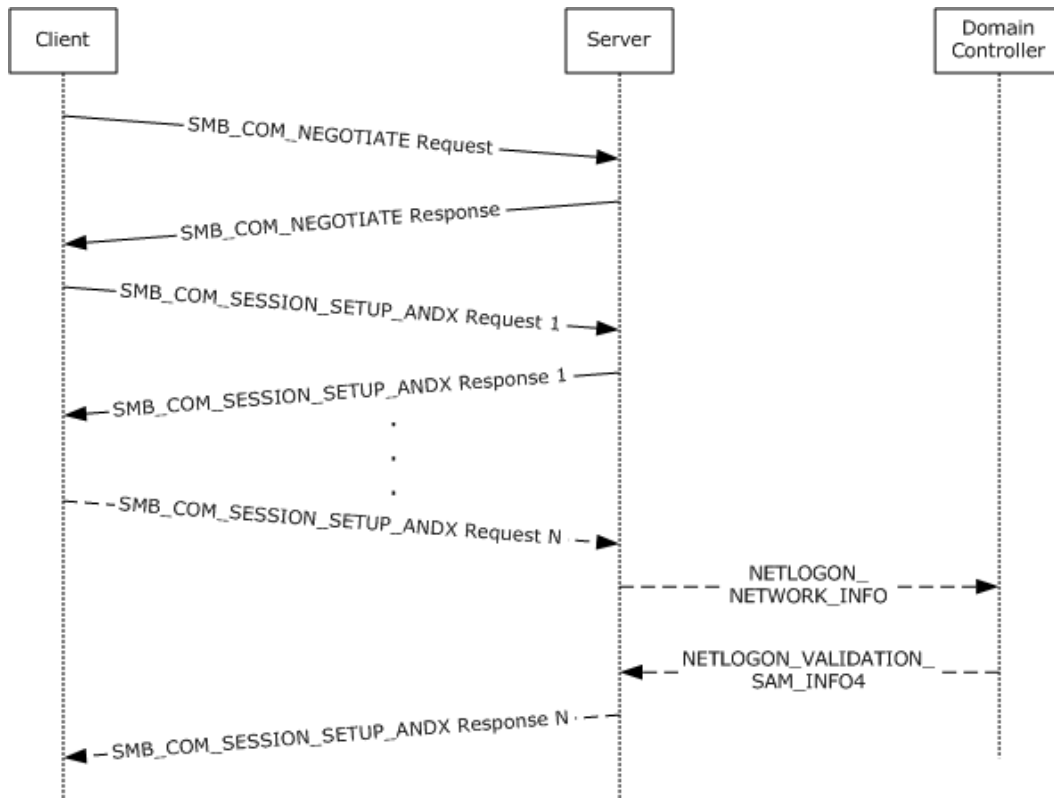 Client
Server
Domain
Controller
SMB_COM_NEGOTIATE Request
SMB_COM_NEGOTIATE Response
SMB_COM_SESSION_SETUP_ANDX Request 1
SMB_COM_SESSION_SETUP_ANDX Response 1
.
.
.
SMB_COM_SESSION_SETUP_ANDX Request N
NETLOGON_
NETWORK_INFO
NETLOGON_VALIDATION_
SAM_INFO4
SMB_COM_SESSION_SETUP_ANDX Response N